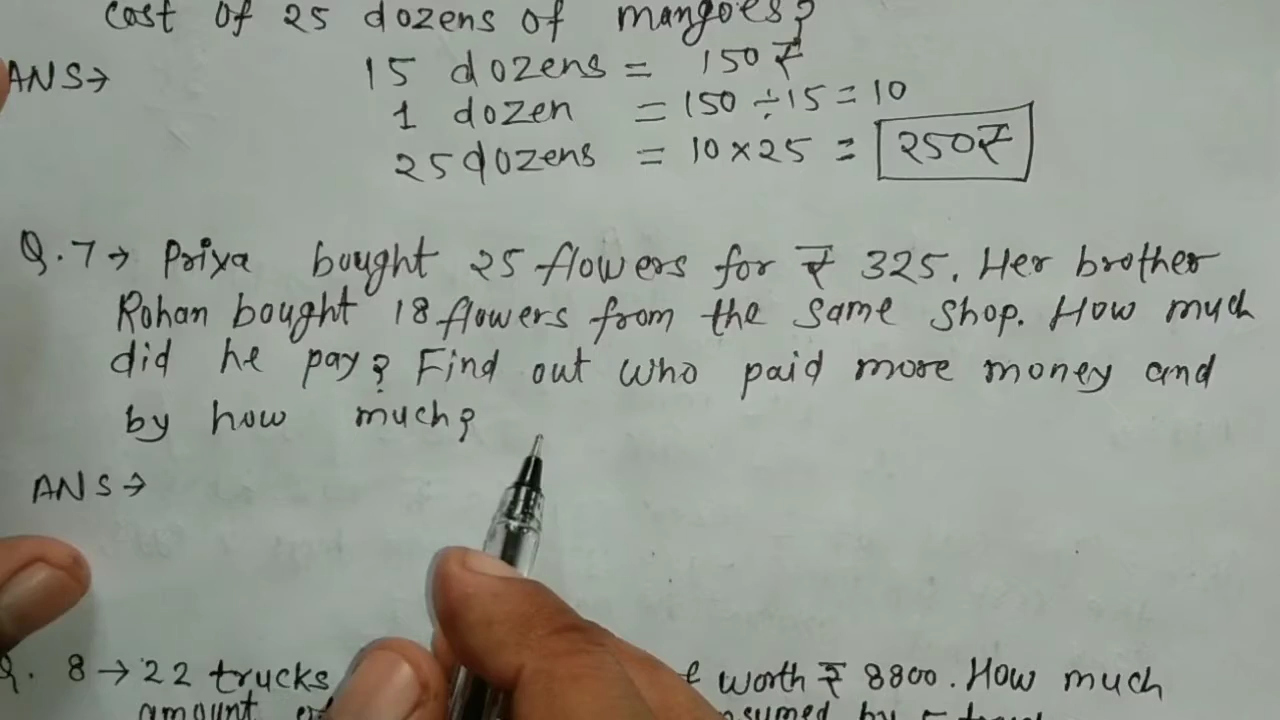 cost of 25 dozens of mangoes?
ANS→ 15 dozens = 150₹
1 dozen = 150 ÷ 15 = 10
25 dozens = 10 × 25 = 250₹
Q.7→ Priya bought 25 flowers for ₹ 325. Her brother
Rohan bought 18 flowers from the same shop. How much
did he pay? Find out who paid more money and
by how much?
ANS→
Q. 8→ 22 trucks worth ₹ 8800. How much
amount by